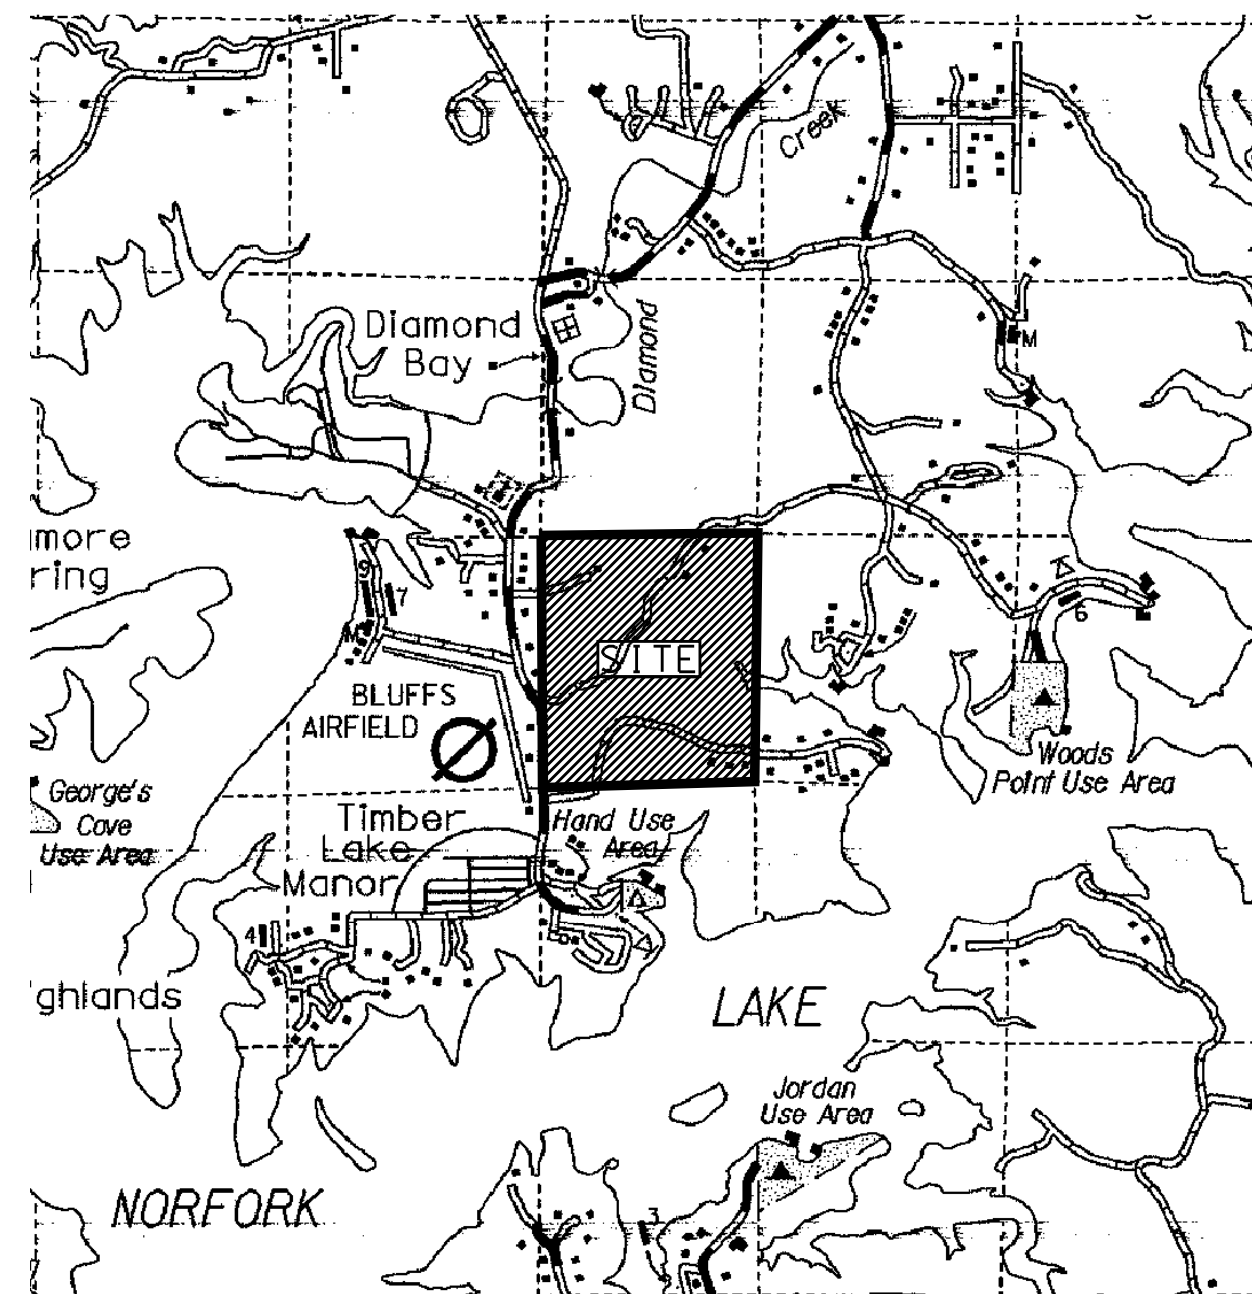 Creek
Diamond
Bay
Diamond
M
more
ring
9
7
M
6
SITE
BLUFFS
AIRFIELD
Woods
Point Use Area
George's
Cove
Use Area
Timber
Lake
Manor
Hand Use
Area
4
ghlands
LAKE
Jordan
Use Area
NORFORK
3